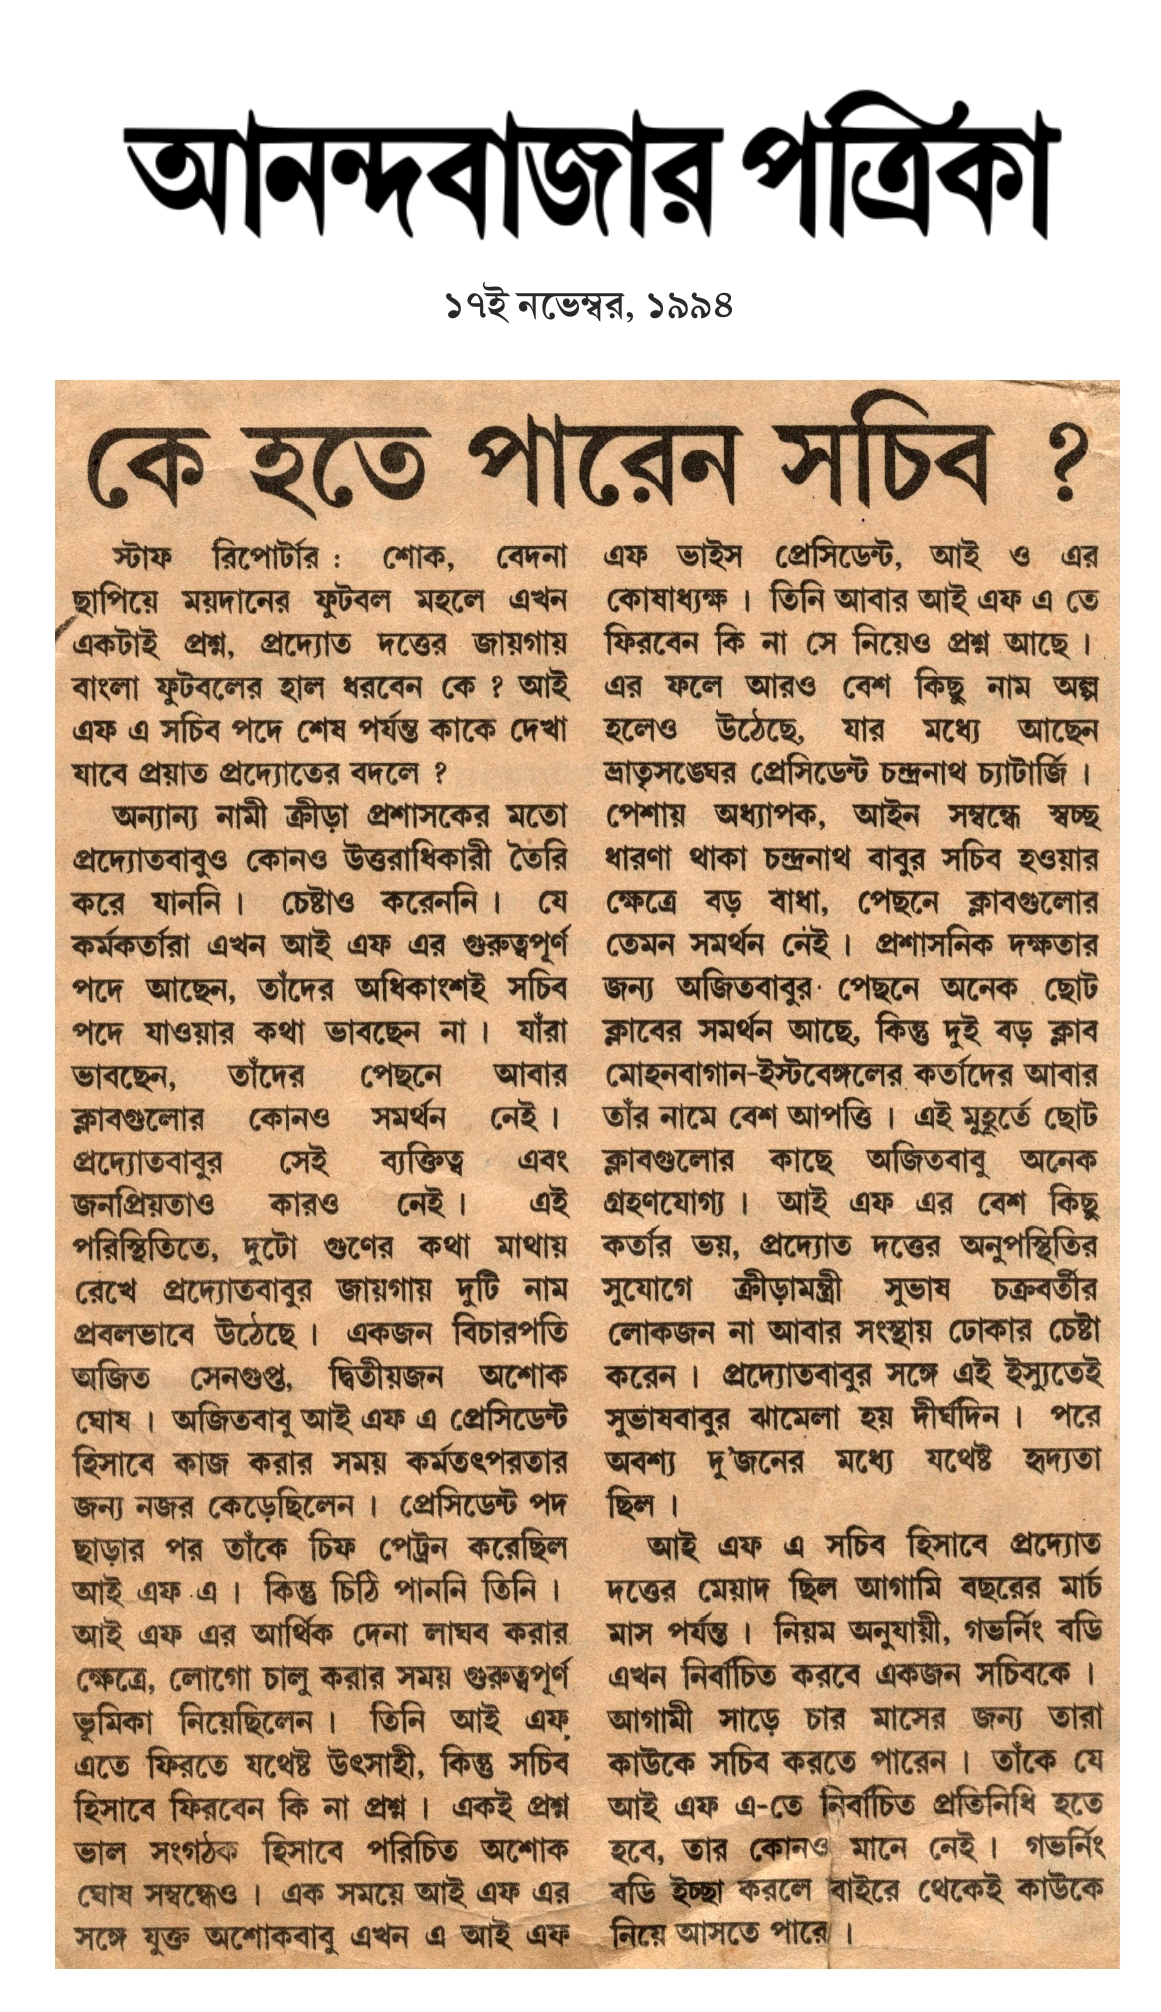 আনন্দবাজার পত্রিকা
১৭ই নভেম্বর, ১৯৯৪
কে হতে পারেন সচিব ?
স্টাফ রিপোর্টার : শোক, বেদনা
ছাপিয়ে ময়দানের ফুটবল মহলে এখন
একটাই প্রশ্ন, প্রদ্যোত দত্তের জায়গায়
বাংলা ফুটবলের হাল ধরবেন কে ? আই
এফ এ সচিব পদে শেষ পর্যন্ত কাকে দেখা
যাবে প্রয়াত প্রদ্যোতের বদলে ?
অন্যান্য নামী ক্রীড়া প্রশাসকের মতো
প্রদ্যোতবাবুও কোনও উত্তরাধিকারী তৈরি
করে যাননি। চেষ্টাও করেননি। যে
কর্মকর্তারা এখন আই এফ এর গুরুত্বপূর্ণ
পদে আছেন, তাঁদের অধিকাংশই সচিব
পদে যাওয়ার কথা ভাবছেন না। যাঁরা
ভাবছেন, তাঁদের পেছনে আবার
ক্লাবগুলোর কোনও সমর্থন নেই।
প্রদ্যোতবাবুর সেই ব্যক্তিত্ব এবং
জনপ্রিয়তাও কারও নেই। এই
পরিস্থিতিতে, দুটো গুণের কথা মাথায়
রেখে প্রদ্যোতবাবুর জায়গায় দুটি নাম
প্রবলভাবে উঠেছে। একজন বিচারপতি
অজিত সেনগুপ্ত, দ্বিতীয়জন অশোক
ঘোষ। অজিতবাবু আই এফ এ প্রেসিডেন্ট
হিসাবে কাজ করার সময় কর্মতৎপরতার
জন্য নজর কেড়েছিলেন। প্রেসিডেন্ট পদ
ছাড়ার পর তাঁকে চিফ পেট্রন করেছিল
আই এফ এ। কিন্তু চিঠি পাননি তিনি।
আই এফ এর আর্থিক দেনা লাঘব করার
ক্ষেত্রে, লোগো চালু করার সময় গুরুত্বপূর্ণ
ভূমিকা নিয়েছিলেন। তিনি আই এফ
এতে ফিরতে যথেষ্ট উৎসাহী, কিন্তু সচিব
হিসাবে ফিরবেন কি না প্রশ্ন। একই প্রশ্ন
ভাল সংগঠক হিসাবে পরিচিত অশোক
ঘোষ সম্বন্ধেও। এক সময়ে আই এফ এর
সঙ্গে যুক্ত অশোকবাবু এখন এ আই এফ
এফ ভাইস প্রেসিডেন্ট, আই ও এর
কোষাধ্যক্ষ। তিনি আবার আই এফ এ তে
ফিরবেন কি না সে নিয়েও প্রশ্ন আছে।
এর ফলে আরও বেশ কিছু নাম অল্প
হলেও উঠেছে, যার মধ্যে আছেন
ভ্রাতৃসঙ্ঘের প্রেসিডেন্ট চন্দ্রনাথ চ্যাটার্জি।
পেশায় অধ্যাপক, আইন সম্বন্ধে স্বচ্ছ
ধারণা থাকা চন্দ্রনাথ বাবুর সচিব হওয়ার
ক্ষেত্রে বড় বাধা, পেছনে ক্লাবগুলোর
তেমন সমর্থন নেই। প্রশাসনিক দক্ষতার
জন্য অজিতবাবুর পেছনে অনেক ছোট
ক্লাবের সমর্থন আছে, কিন্তু দুই বড় ক্লাব
মোহনবাগান-ইস্টবেঙ্গলের কর্তাদের আবার
তাঁর নামে বেশ আপত্তি। এই মুহূর্তে ছোট
ক্লাবগুলোর কাছে অজিতবাবু অনেক
গ্রহণযোগ্য। আই এফ এর বেশ কিছু
কর্তার ভয়, প্রদ্যোত দত্তের অনুপস্থিতির
সুযোগে ক্রীড়ামন্ত্রী সুভাষ চক্রবর্তীর
লোকজন না আবার সংস্থায় ঢোকার চেষ্টা
করেন। প্রদ্যোতবাবুর সঙ্গে এই ইস্যুতেই
সুভাষবাবুর ঝামেলা হয় দীর্ঘদিন। পরে
অবশ্য দু'জনের মধ্যে যথেষ্ট হৃদ্যতা
ছিল।
আই এফ এ সচিব হিসাবে প্রদ্যোত
দত্তের মেয়াদ ছিল আগামি বছরের মার্চ
মাস পর্যন্ত। নিয়ম অনুযায়ী, গভর্নিং বডি
এখন নির্বাচিত করবে একজন সচিবকে।
আগামী সাড়ে চার মাসের জন্য তারা
কাউকে সচিব করতে পারেন। তাঁকে যে
আই এফ এ-তে নির্বাচিত প্রতিনিধি হতে
হবে, তার কোনও মানে নেই। গভর্নিং
বডি ইচ্ছা করলে বাইরে থেকেই কাউকে
নিয়ে আসতে পারে।